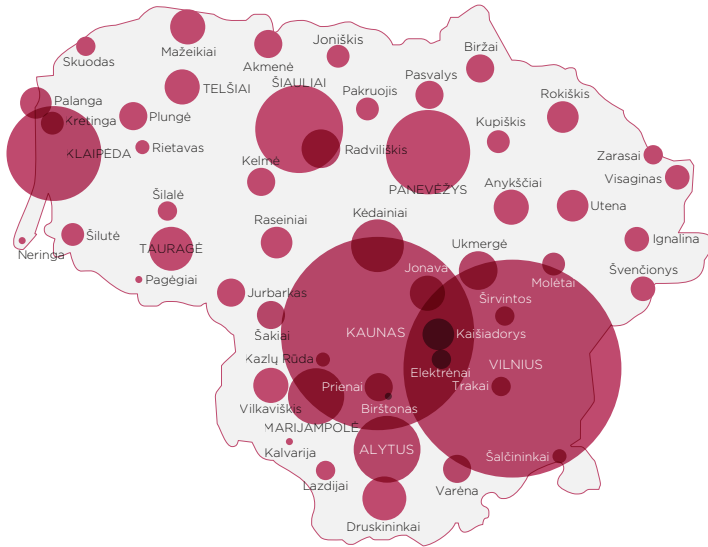 Mažeikiai
Skuodas
Akmenė
Joniškis
Biržai
ŠIAULIAI
TELŠIAI
Pakruojis
Pasvalys
Rokiškis
Palanga
Kretinga
Plungė
Kupiškis
KLAIPĖDA
Rietavas
Radviliškis
Kelmė
Zarasai
Visaginas
PANEVĖŽYS
Anykščiai
Šilalė
Utena
Raseiniai
Kėdainiai
Šilutė
TAURAGĖ
Ukmergė
Ignalina
Neringa
Jonava
Švenčionys
Pagėgiai
Molėtai
Jurbarkas
Širvintos
Šakiai
KAUNAS
Kaišiadorys
Kazlų Rūda
VILNIUS
Elektrėnai
Prienai
Trakai
Vilkaviškis
Birštonas
MARIJAMPOLĖ
Kalvarija
ALYTUS
Šalčininkai
Lazdijai
Varėna
Druskininkai